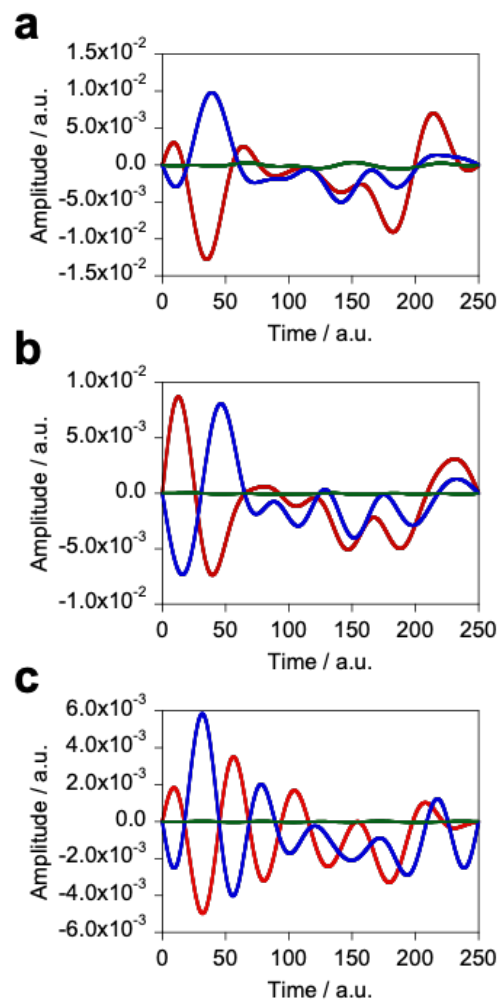 a
1.5x10⁻²
1.0x10⁻²
5.0x10⁻³
0.0
-5.0x10⁻³
-1.0x10⁻²
-1.5x10⁻²
Amplitude / a.u.
0 50 100 150 200 250
Time / a.u.
b
1.0x10⁻²
5.0x10⁻³
0.0
-5.0x10⁻³
-1.0x10⁻²
Amplitude / a.u.
0 50 100 150 200 250
Time / a.u.
c
6.0x10⁻³
4.0x10⁻³
2.0x10⁻³
0.0
-2.0x10⁻³
-4.0x10⁻³
-6.0x10⁻³
Amplitude / a.u.
0 50 100 150 200 250
Time / a.u.